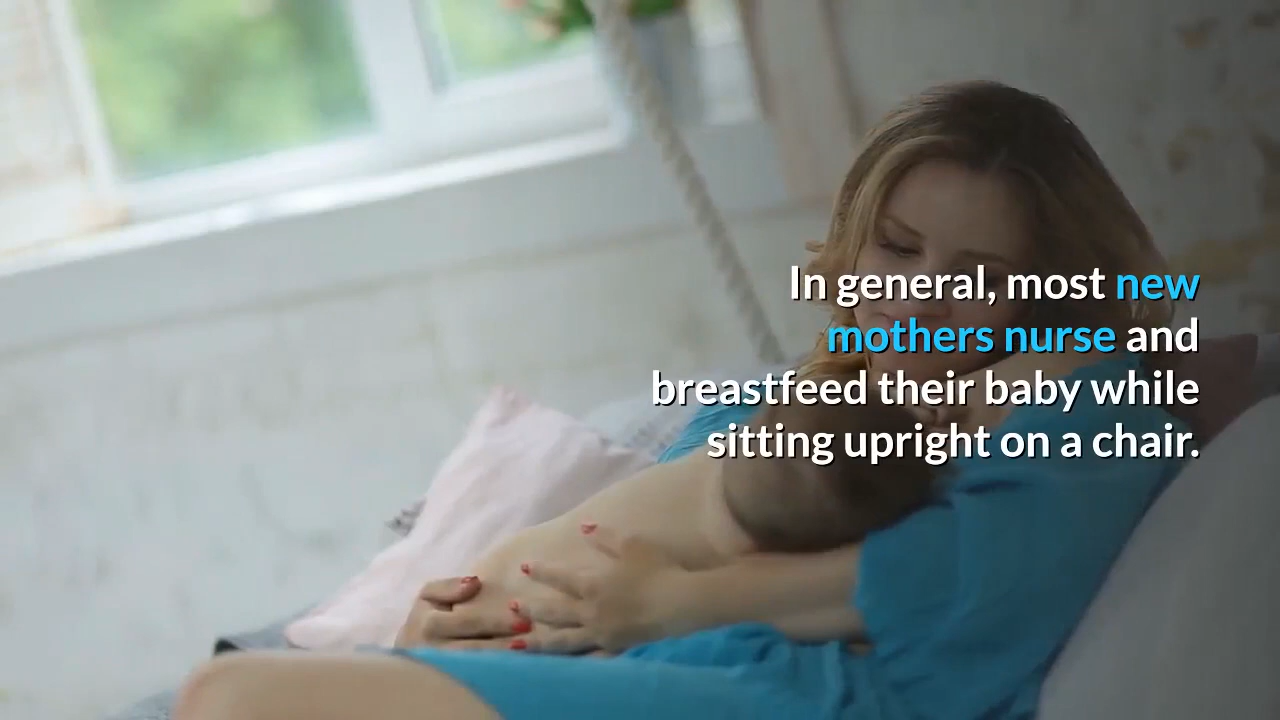 In general, most new
mothers nurse and
breastfeed their baby while
sitting upright on a chair.